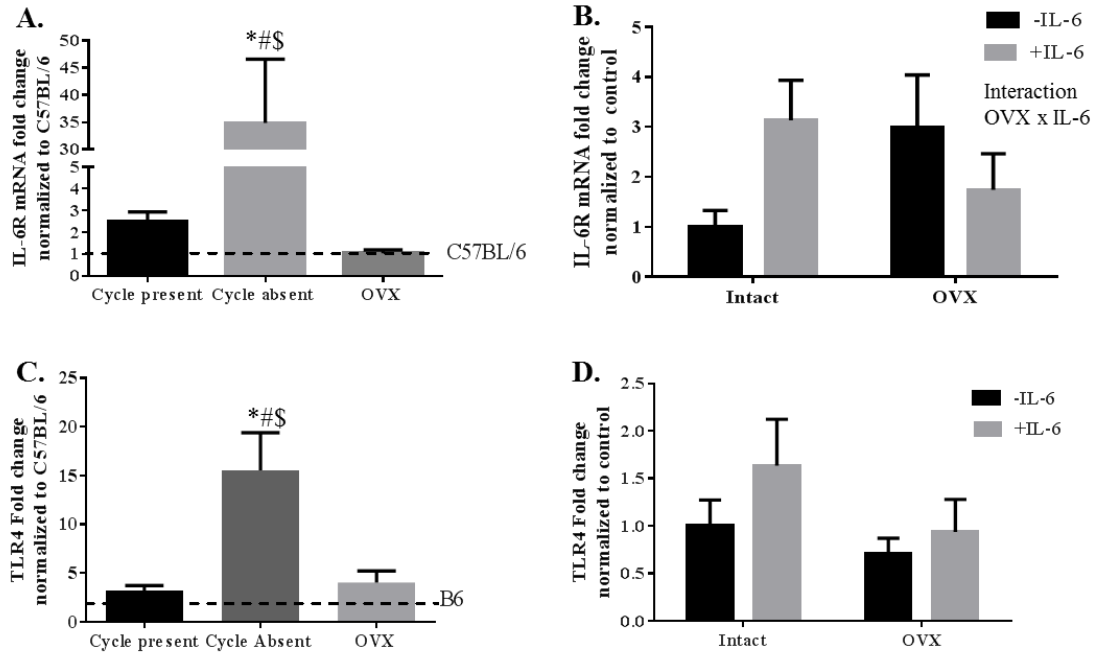 A.
IL-6R mRNA fold change
normalized to C57BL/6
50
45
40
35
30
5
4
3
2
1
0
*#$
C57BL/6
Cycle present
Cycle absent
OVX
B.
IL-6R mRNA fold change
normalized to control
5
4
3
2
1
0
-IL-6
+IL-6
Interaction
OVX x IL-6
Intact
OVX
C.
TLR4 Fold change
normalized to C57BL/6
25
20
15
10
5
0
*#$
B6
Cycle present
Cycle Absent
OVX
D.
TLR4 Fold change
normalized to control
2.5
2.0
1.5
1.0
0.5
0.0
-IL-6
+IL-6
Intact
OVX